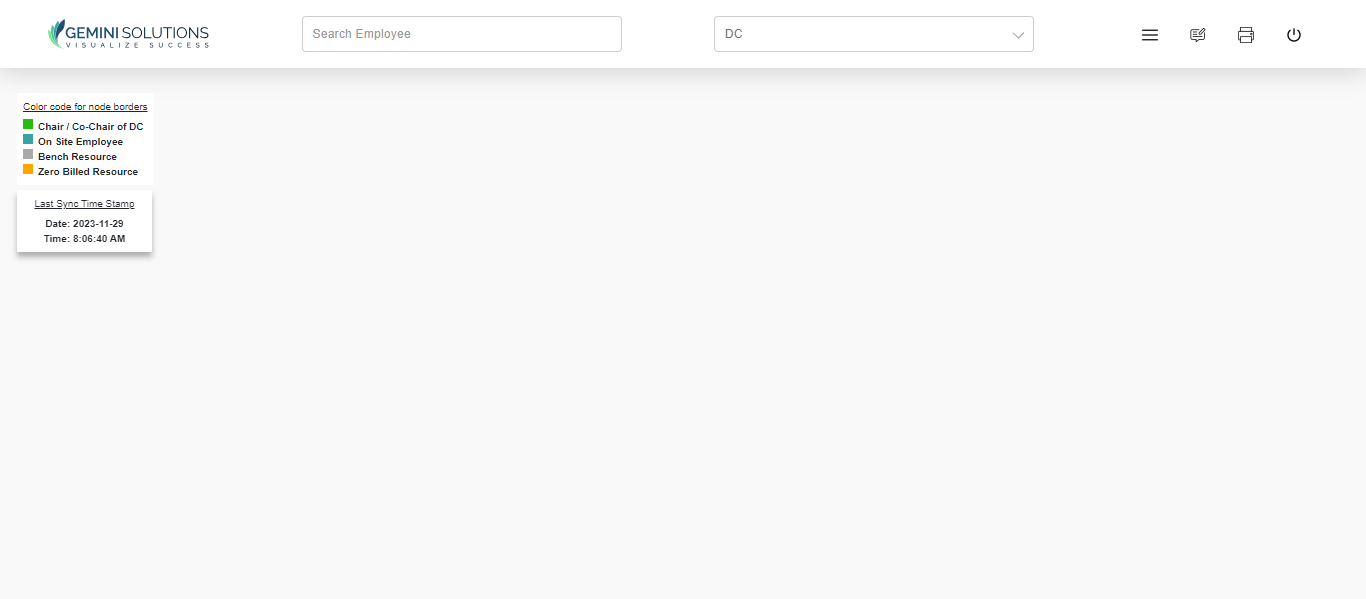 GEMINI SOLUTIONS
VISUALIZE SUCCESS
Search Employee
DC
Color code for node borders
Chair / Co-Chair of DC
On Site Employee
Bench Resource
Zero Billed Resource
Last Sync Time Stamp
Date: 2023-11-29
Time: 8:06:40 AM